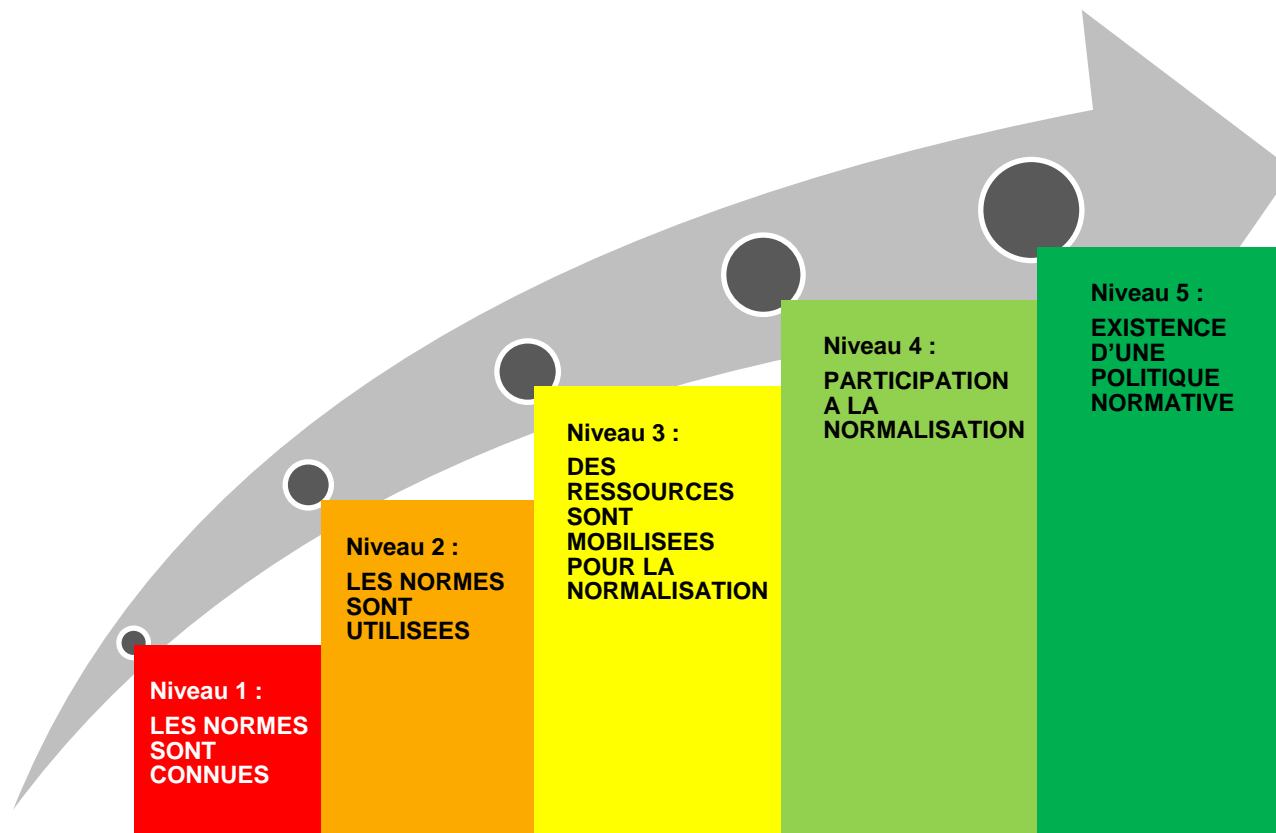 Niveau 1 :
LES NORMES
SONT
CONNUES
Niveau 2 :
LES NORMES
SONT
UTILISEES
Niveau 3 :
DES
RESSOURCES
SONT
MOBILISEES
POUR LA
NORMALISATION
Niveau 4 :
PARTICIPATION
A LA
NORMALISATION
Niveau 5 :
EXISTENCE
D’UNE
POLITIQUE
NORMATIVE